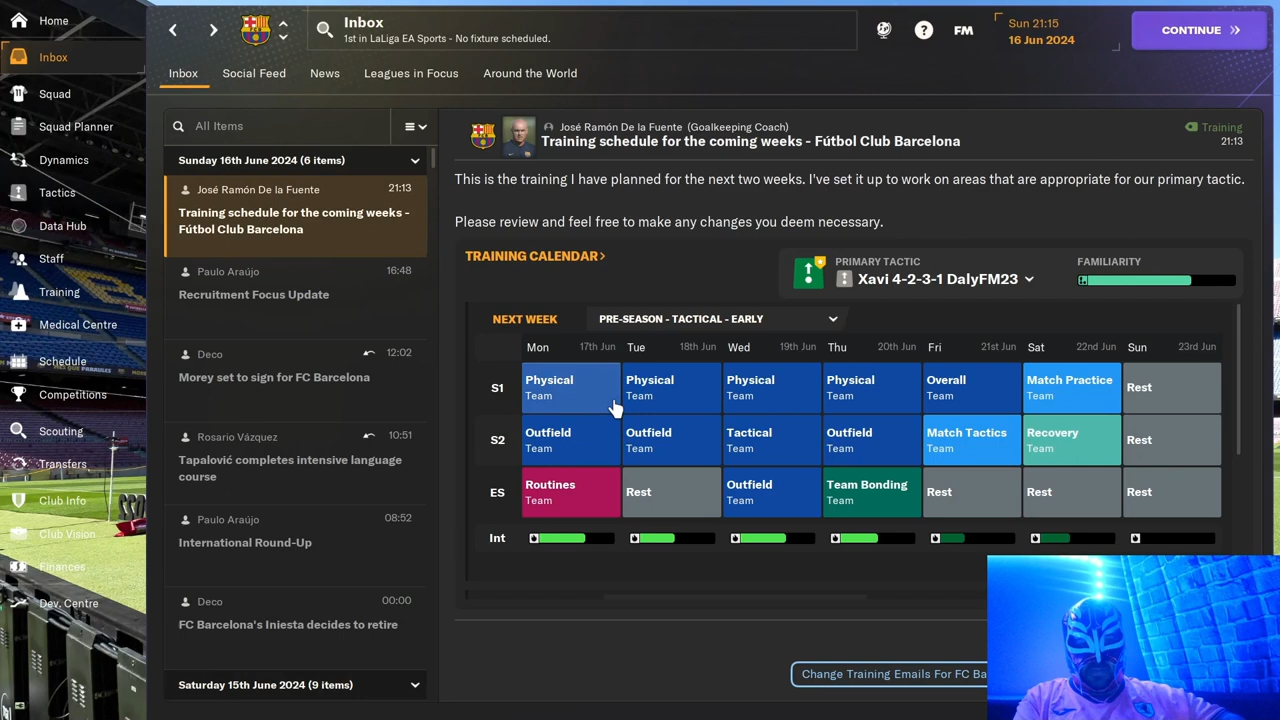 Home
Inbox
Squad
Squad Planner
Dynamics
Tactics
Data Hub
Staff
Training
Medical Centre
Schedule
Competitions
Scouting
Transfers
Club Info
Club Vision
Finances
Dev. Centre
Inbox
1st in LaLiga EA Sports - No fixture scheduled.
FM
Sun 21:15
16 Jun 2024
CONTINUE
Inbox
Social Feed
News
Leagues in Focus
Around the World
All Items
Sunday 16th June 2024 (6 items)
José Ramón De la Fuente 21:13
Training schedule for the coming weeks -
Fútbol Club Barcelona
Paulo Araújo 16:48
Recruitment Focus Update
Deco 12:02
Morey set to sign for FC Barcelona
Rosario Vázquez 10:51
Tapalović completes intensive language
course
Paulo Araújo 08:52
International Round-Up
Deco 00:00
FC Barcelona's Iniesta decides to retire
Saturday 15th June 2024 (9 items)
José Ramón De la Fuente (Goalkeeping Coach)
Training schedule for the coming weeks - Fútbol Club Barcelona
Training
21:13
This is the training I have planned for the next two weeks. I've set it up to work on areas that are appropriate for our primary tactic.
Please review and feel free to make any changes you deem necessary.
TRAINING CALENDAR
PRIMARY TACTIC
Xavi 4-2-3-1 DalyFM23
FAMILIARITY
NEXT WEEK
PRE-SEASON - TACTICAL - EARLY
Mon 17th Jun Tue 18th Jun Wed 19th Jun Thu 20th Jun Fri 21st Jun Sat 22nd Jun Sun 23rd Jun
S1
Physical
Team
Physical
Team
Physical
Team
Physical
Team
Overall
Team
Match Practice
Team
Rest
S2
Outfield
Team
Outfield
Team
Tactical
Team
Outfield
Team
Match Tactics
Team
Recovery
Team
Rest
ES
Routines
Team
Rest
Outfield
Team
Team Bonding
Team
Rest
Rest
Rest
Int
Change Training Emails For FC Ba